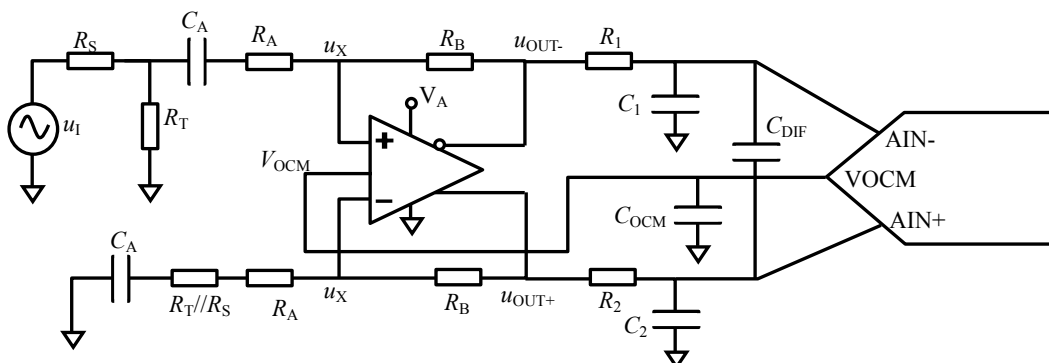 C_A
R_S R_A u_X R_B u_OUT- R_1
V_A
u_I R_T + C_1 C_DIF AIN-
V_OCM VOCM
− C_OCM AIN+
C_A
R_T//R_S R_A u_X R_B u_OUT+ R_2 C_2